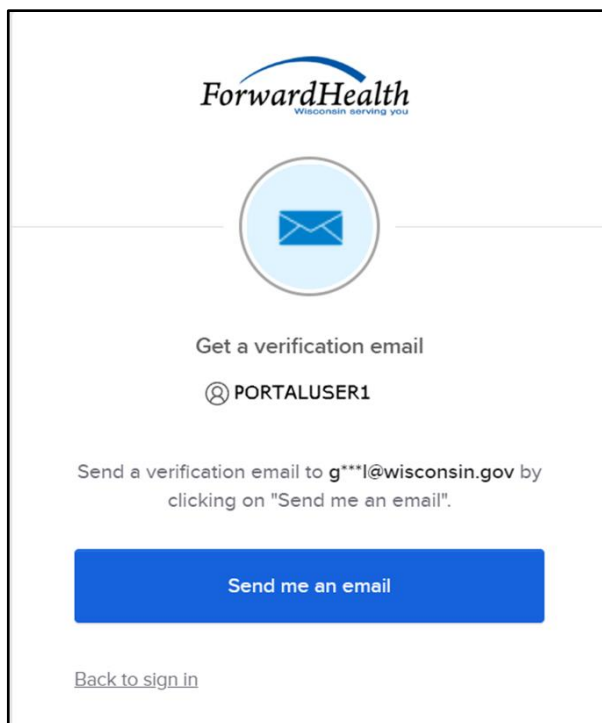 ForwardHealth
Wisconsin serving you
Get a verification email
PORTALUSER1
Send a verification email to g***l@wisconsin.gov by
clicking on "Send me an email".
Send me an email
Back to sign in